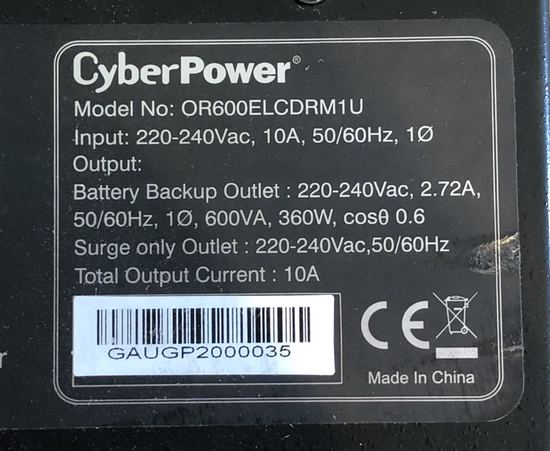 CyberPower®
Model No: OR600ELCDRM1U
Input: 220-240Vac, 10A, 50/60Hz, 1Ø
Output:
Battery Backup Outlet : 220-240Vac, 2.72A,
50/60Hz, 1Ø, 600VA, 360W, cosθ 0.6
Surge only Outlet : 220-240Vac,50/60Hz
Total Output Current : 10A
GAUGP2000035
CE
Made In China